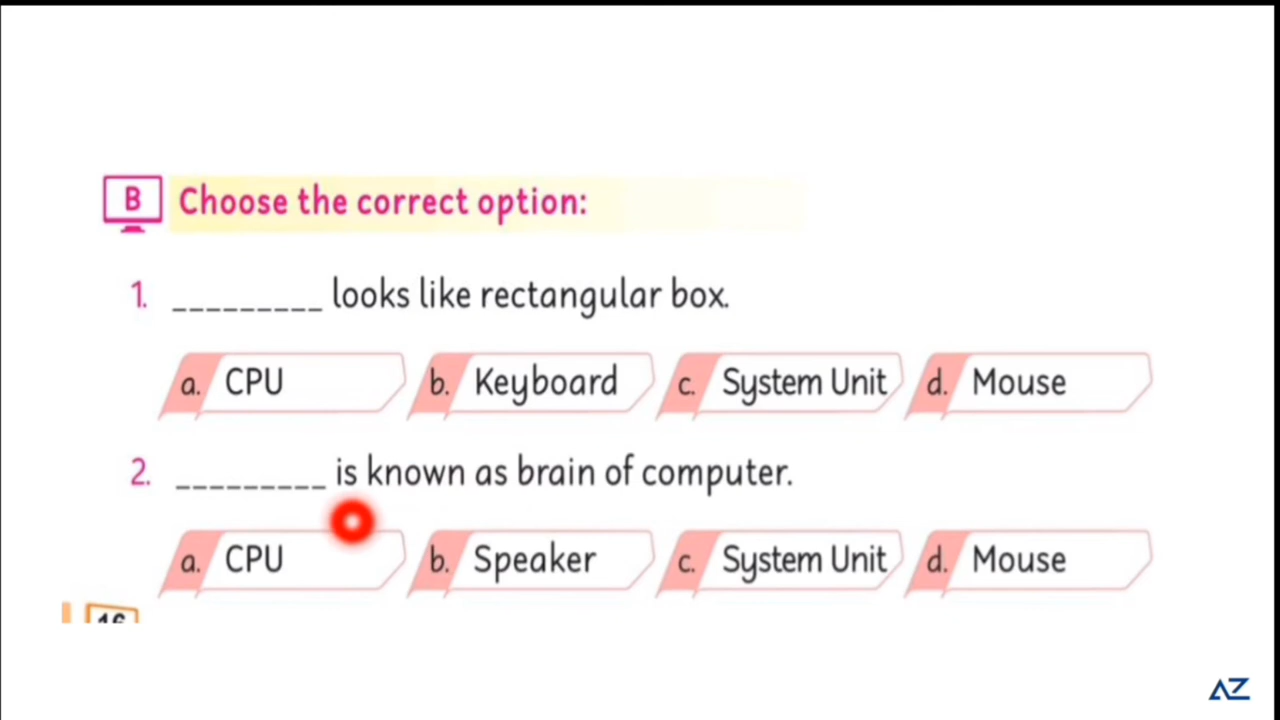 B Choose the correct option:
1. _________ looks like rectangular box.
a. CPU b. Keyboard c. System Unit d. Mouse
2. _________ is known as brain of computer.
a. CPU b. Speaker c. System Unit d. Mouse
16
AZ